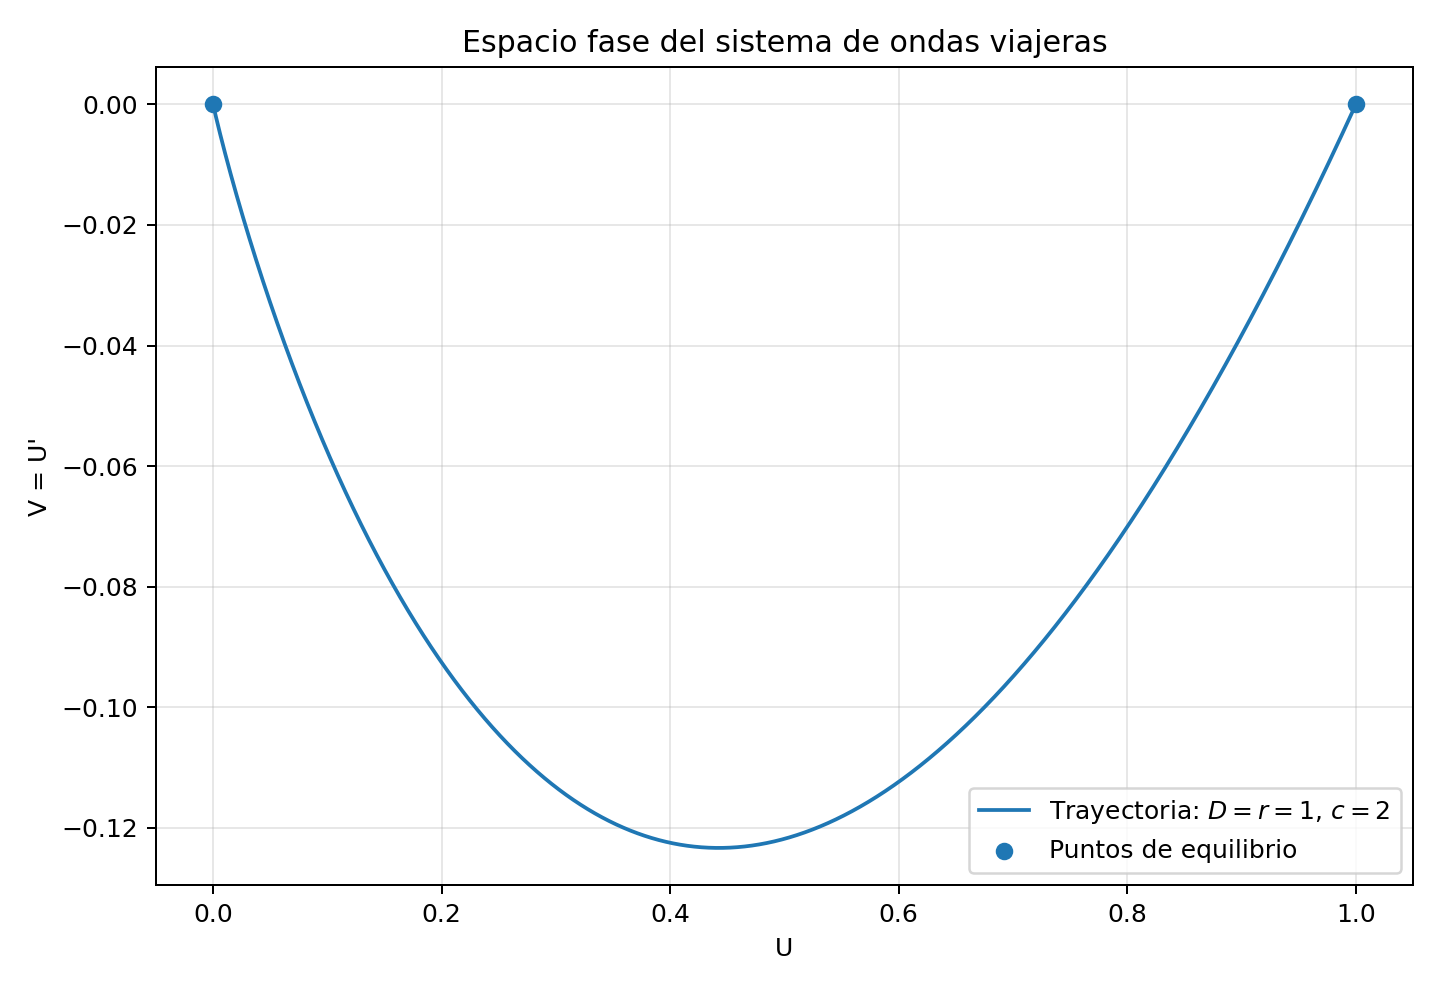 Espacio fase del sistema de ondas viajeras
0.00
−0.02
−0.04
−0.06
−0.08
−0.10
−0.12
V = U'
0.0 0.2 0.4 0.6 0.8 1.0
U
Trayectoria: D = r = 1, c = 2
Puntos de equilibrio